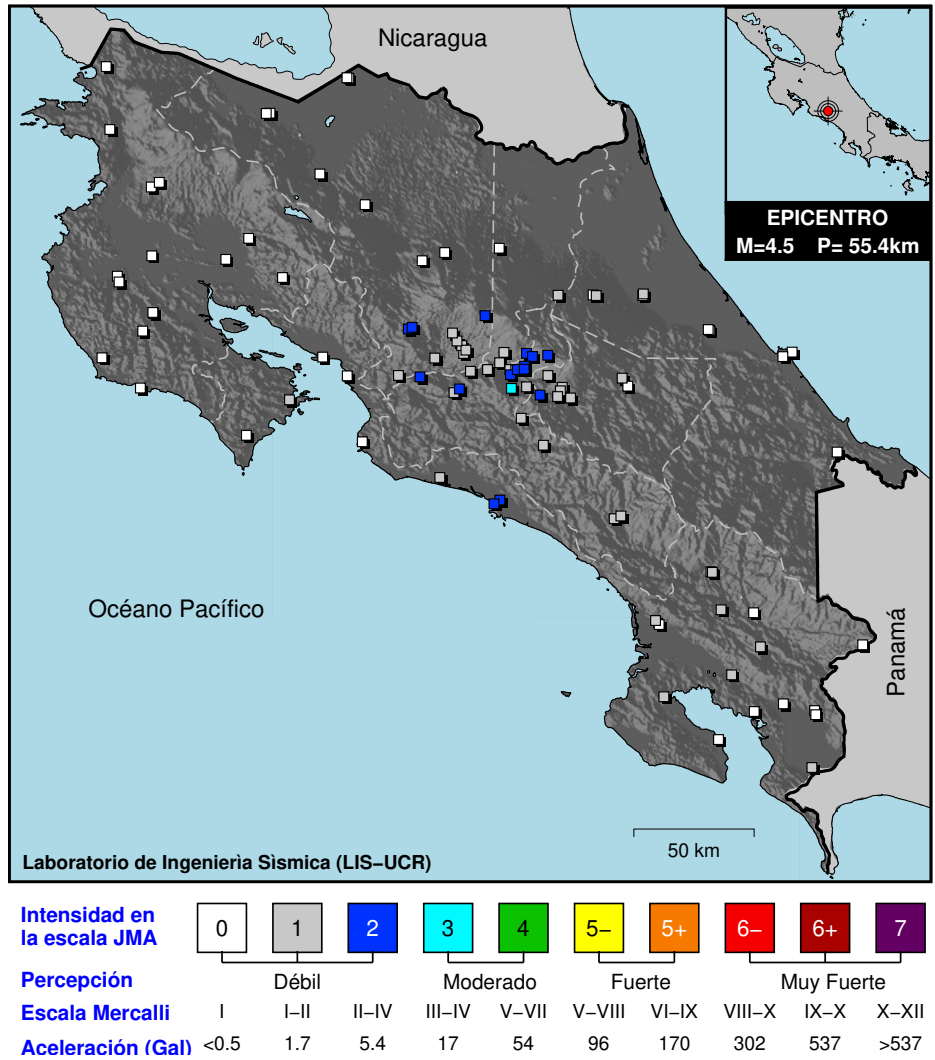 Nicaragua
EPICENTRO
M=4.5 P= 55.4km
Océano Pacífico
Panamá
50 km
Laboratorio de Ingenierìa Sìsmica (LIS–UCR)
Intensidad en
la escala JMA
0 1 2 3 4 5– 5+ 6– 6+ 7
Percepción Débil Moderado Fuerte Muy Fuerte
Escala Mercalli I I–II II–IV III–IV V–VII V–VIII VI–IX VIII–X IX–X X–XII
Aceleración (Gal) <0.5 1.7 5.4 17 54 96 170 302 537 >537